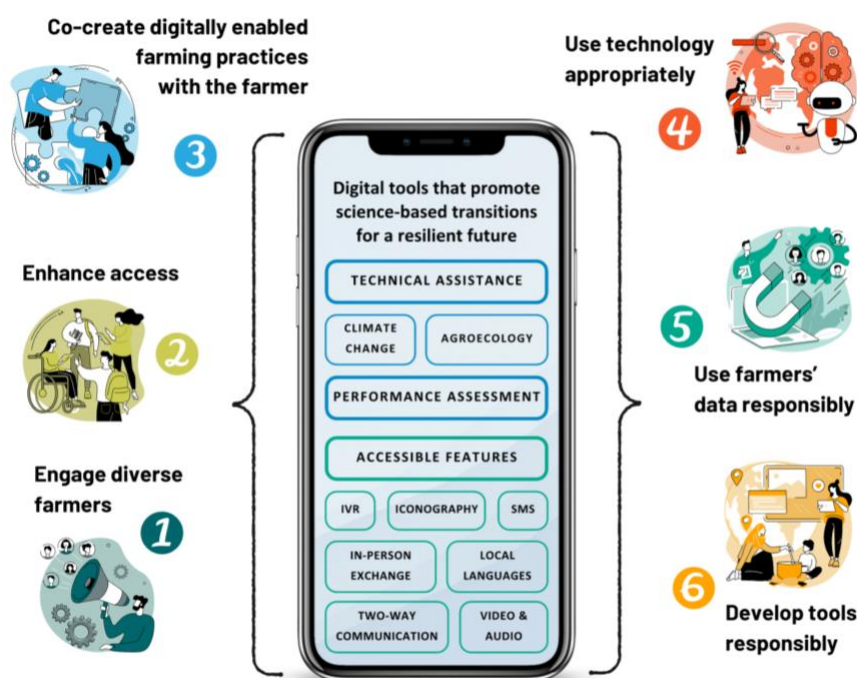 Co-create digitally enabled
farming practices
with the farmer
3
Enhance access
2
Engage diverse
farmers
1
Digital tools that promote
science-based transitions
for a resilient future
TECHNICAL ASSISTANCE
CLIMATE
CHANGE
AGROECOLOGY
PERFORMANCE ASSESSMENT
ACCESSIBLE FEATURES
IVR
ICONOGRAPHY
SMS
IN-PERSON
EXCHANGE
LOCAL
LANGUAGES
TWO-WAY
COMMUNICATION
VIDEO &
AUDIO
Use technology
appropriately
4
5
Use farmers'
data responsibly
6
Develop tools
responsibly